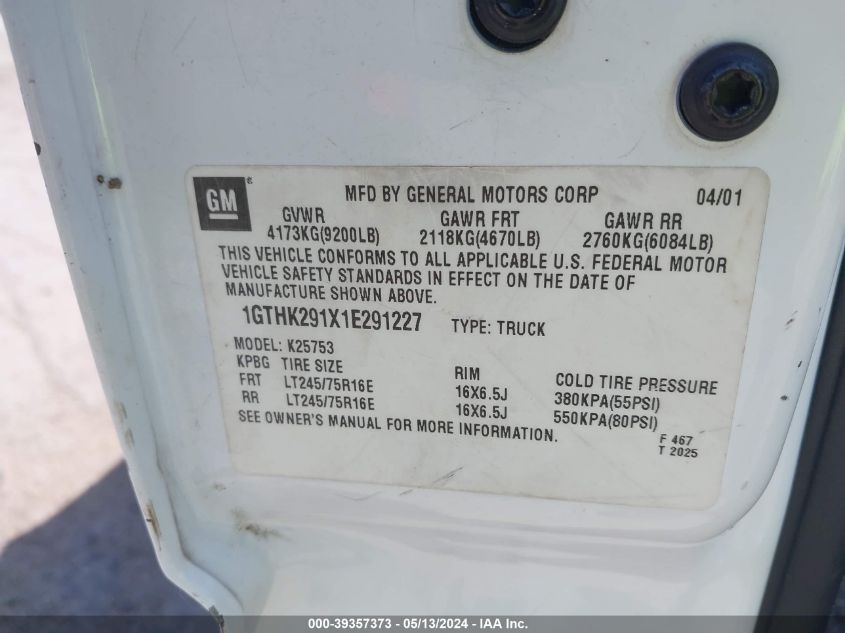 GM® MFD BY GENERAL MOTORS CORP 04/01
GVWR GAWR FRT GAWR RR
4173KG(9200LB) 2118KG(4670LB) 2760KG(6084LB)
THIS VEHICLE CONFORMS TO ALL APPLICABLE U.S. FEDERAL MOTOR
VEHICLE SAFETY STANDARDS IN EFFECT ON THE DATE OF
MANUFACTURE SHOWN ABOVE.
1GTHK291X1E291227 TYPE: TRUCK
MODEL: K25753
KPBG TIRE SIZE RIM COLD TIRE PRESSURE
FRT LT245/75R16E 16X6.5J 380KPA(55PSI)
RR LT245/75R16E 16X6.5J 550KPA(80PSI)
SEE OWNER'S MANUAL FOR MORE INFORMATION.
F 467
T 2025
000-39357373 - 05/13/2024 - IAA Inc.